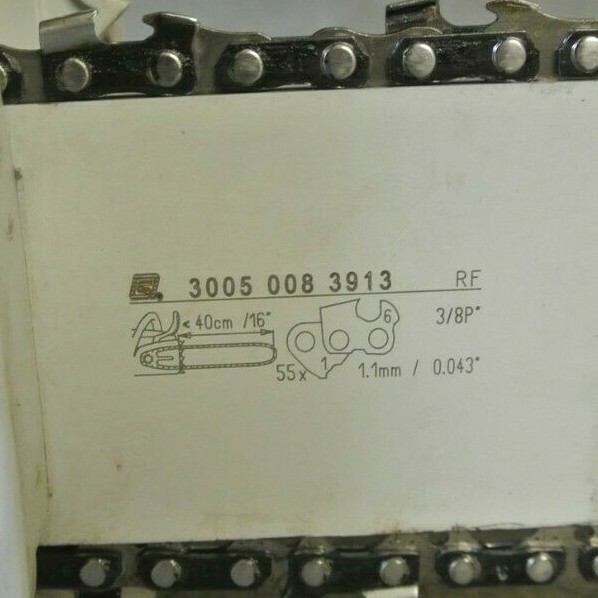 3005 008 3913 RF
< 40cm /16" 6 3/8P"
55x 1 1.1mm / 0.043"